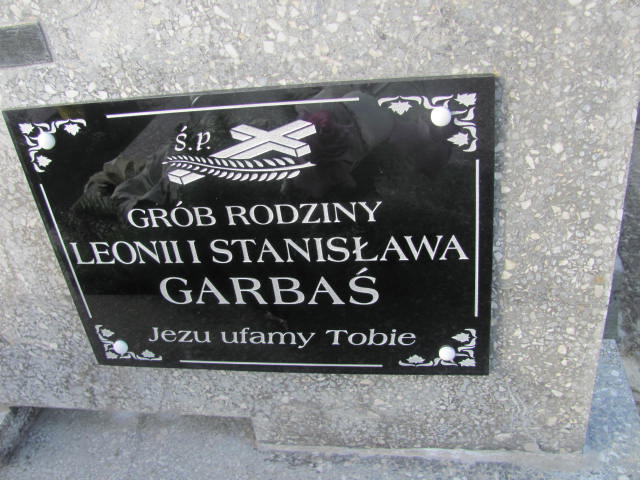 Ś.P.
GRÓB RODZINY
LEONII I STANISŁAWA
GARBAŚ
Jezu ufamy Tobie